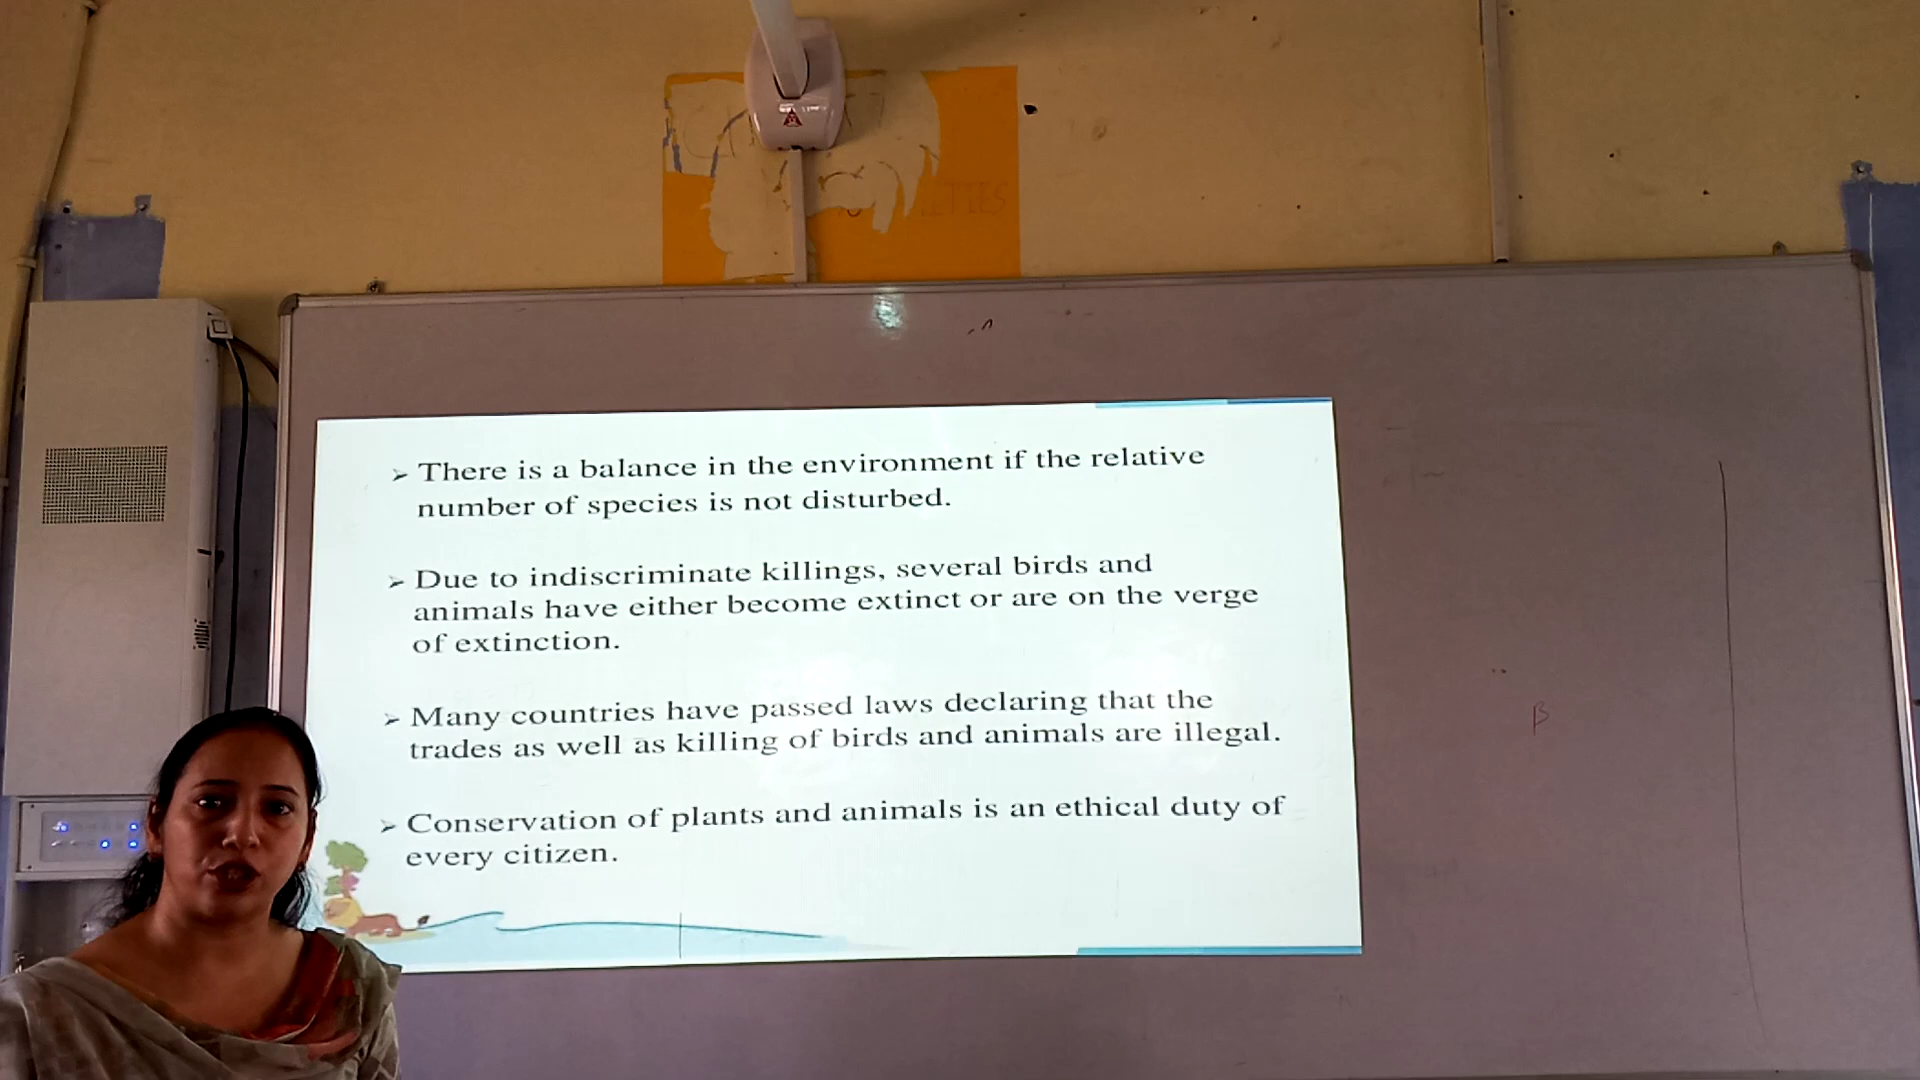 ETIES
➢ There is a balance in the environment if the relative
number of species is not disturbed.
➢ Due to indiscriminate killings, several birds and
animals have either become extinct or are on the verge
of extinction.
➢ Many countries have passed laws declaring that the
trades as well as killing of birds and animals are illegal.
➢ Conservation of plants and animals is an ethical duty of
every citizen.
β